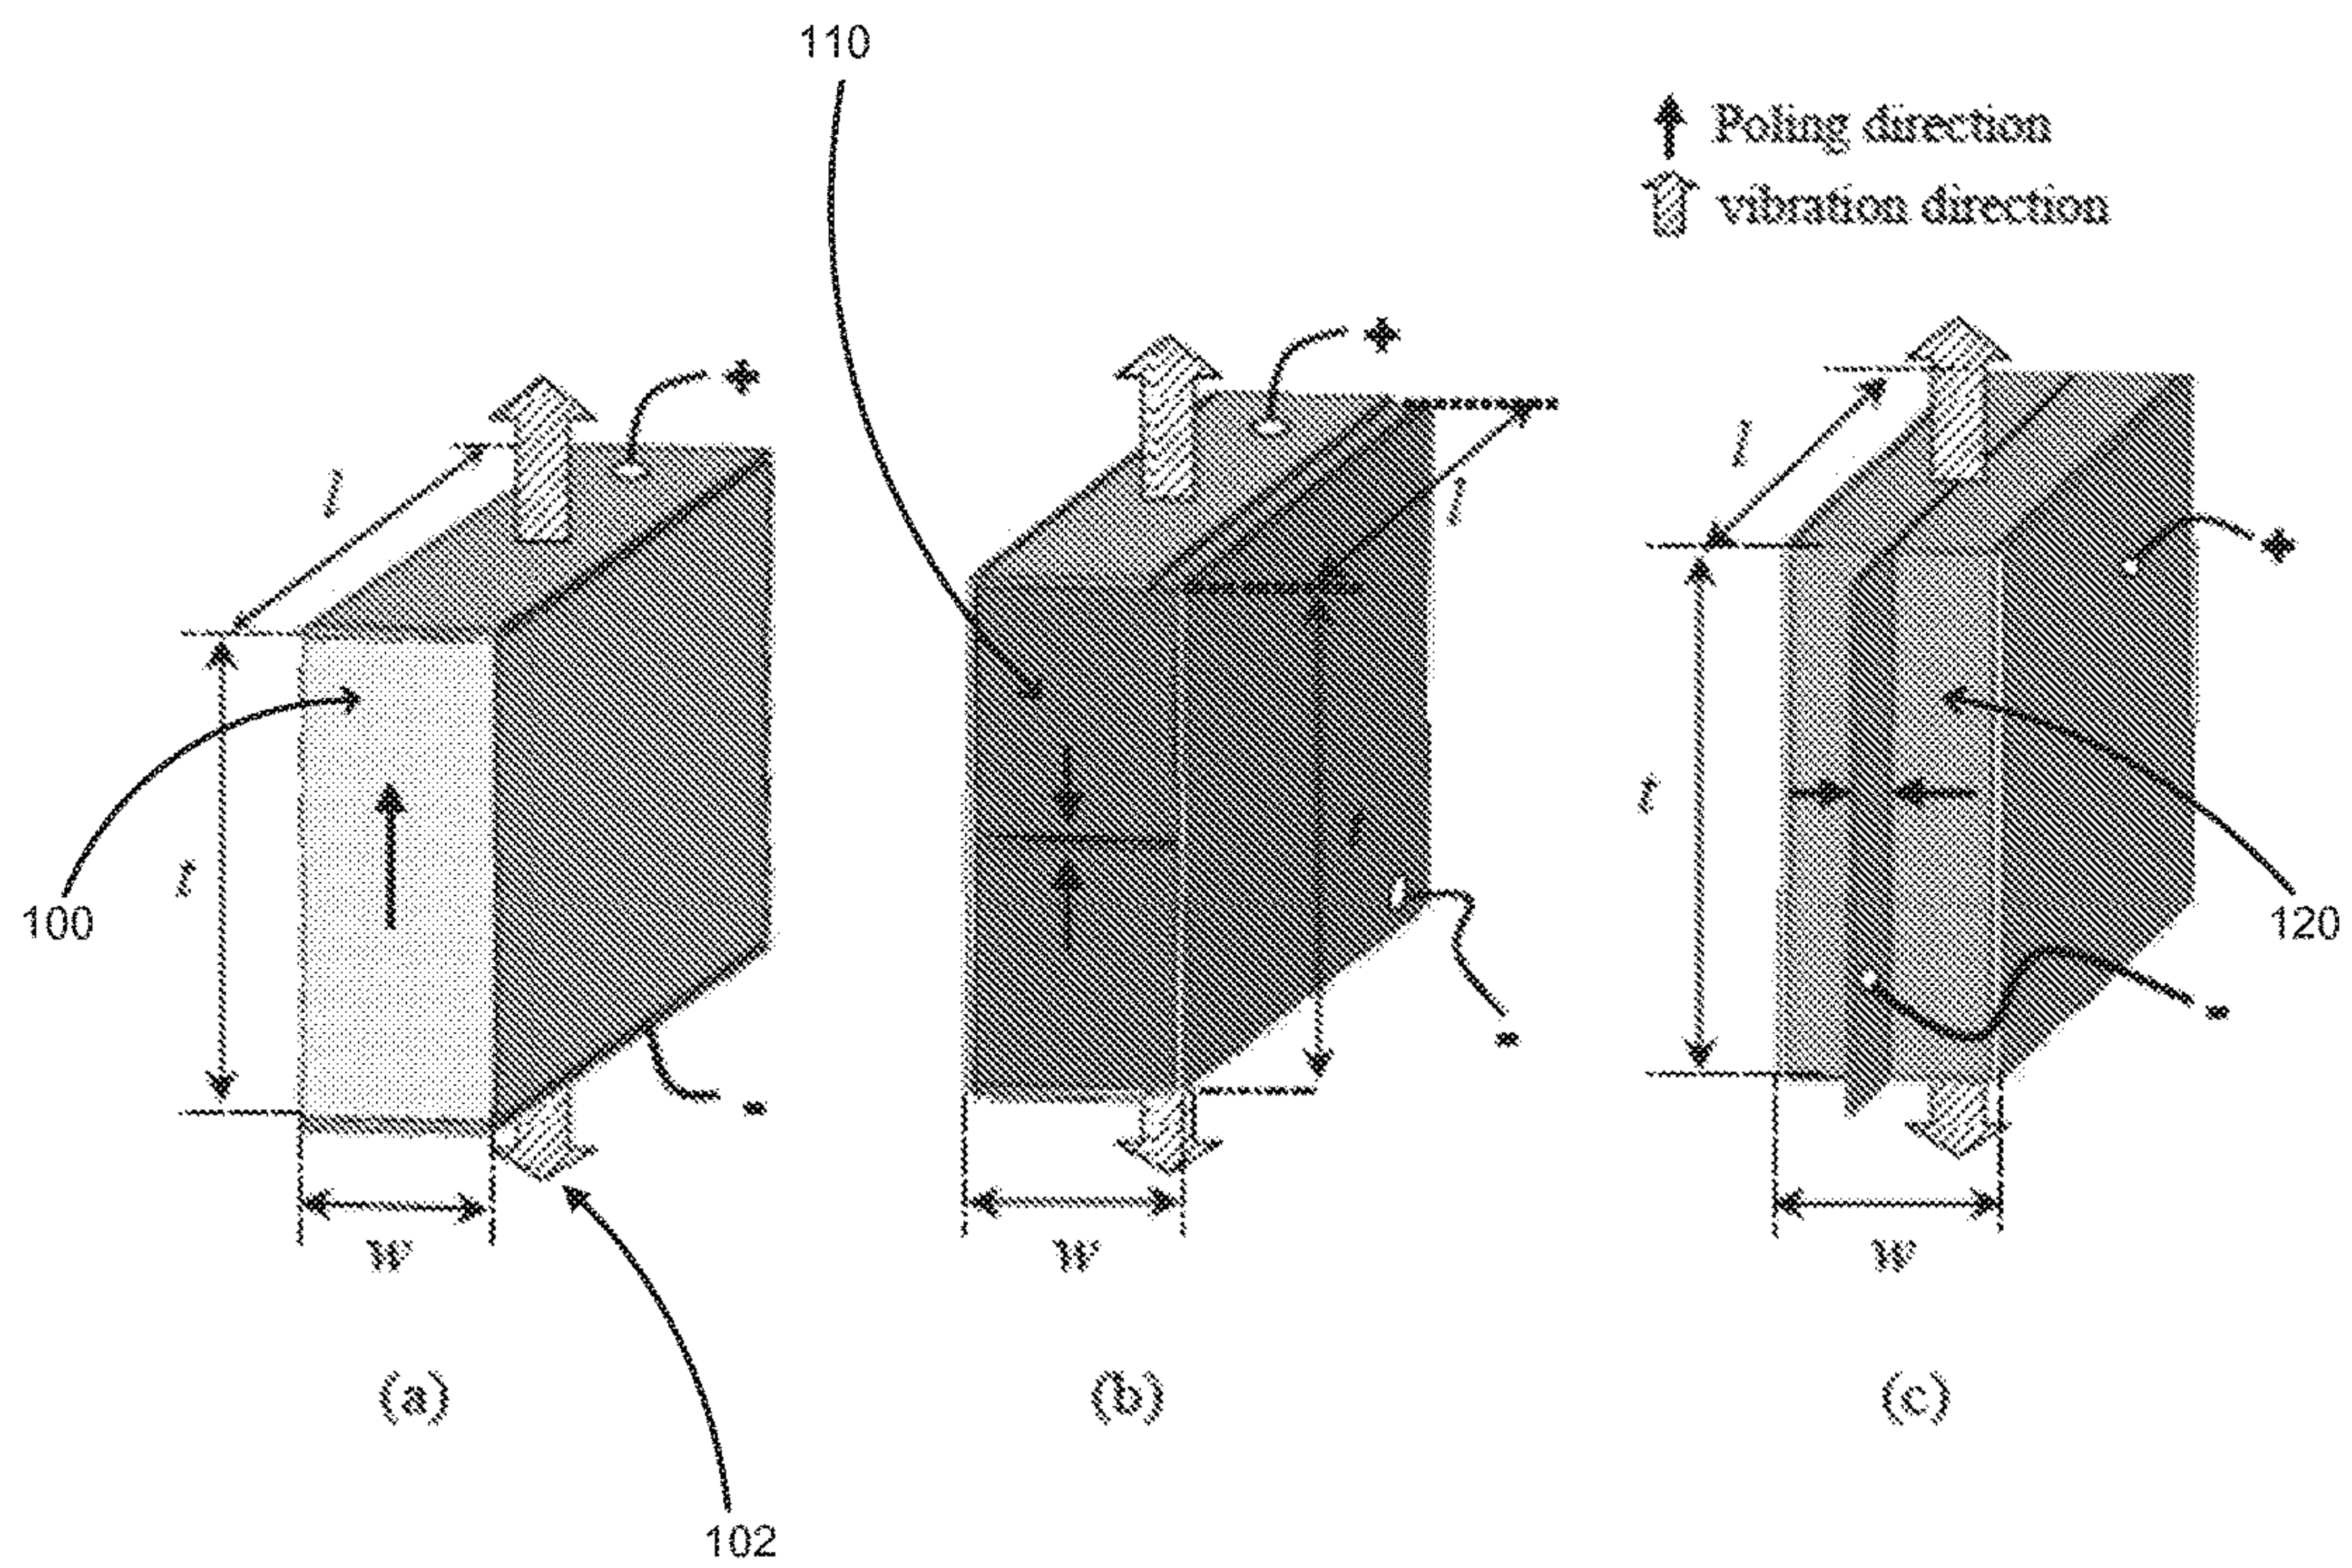 110
Poling direction
vibration direction
+
+
l
l
l
+
t
t
t
100
120
-
-
-
w
w
w
(a)
(b)
(c)
102